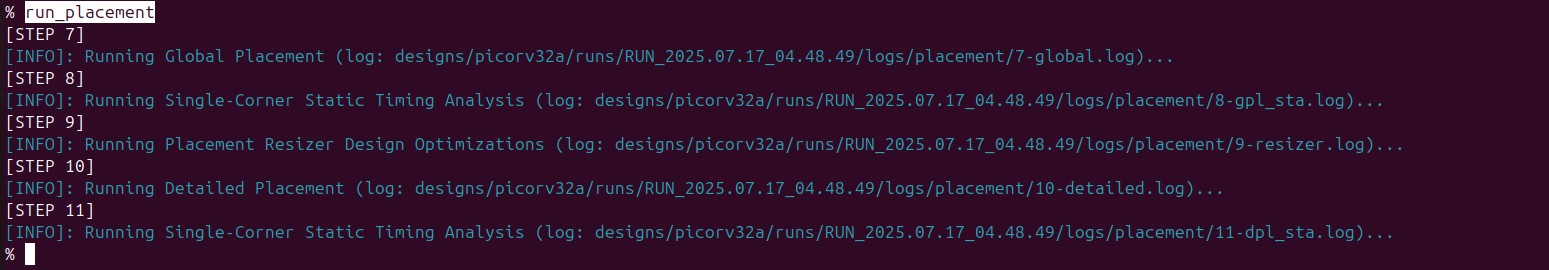 % run_placement
[STEP 7]
[INFO]: Running Global Placement (log: designs/picorv32a/runs/RUN_2025.07.17_04.48.49/logs/placement/7-global.log)...
[STEP 8]
[INFO]: Running Single-Corner Static Timing Analysis (log: designs/picorv32a/runs/RUN_2025.07.17_04.48.49/logs/placement/8-gpl_sta.log)...
[STEP 9]
[INFO]: Running Placement Resizer Design Optimizations (log: designs/picorv32a/runs/RUN_2025.07.17_04.48.49/logs/placement/9-resizer.log)...
[STEP 10]
[INFO]: Running Detailed Placement (log: designs/picorv32a/runs/RUN_2025.07.17_04.48.49/logs/placement/10-detailed.log)...
[STEP 11]
[INFO]: Running Single-Corner Static Timing Analysis (log: designs/picorv32a/runs/RUN_2025.07.17_04.48.49/logs/placement/11-dpl_sta.log)...
%